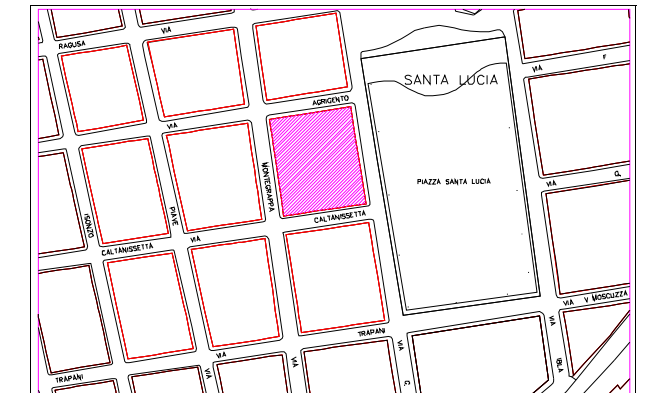 VIA
RAGUSA
SANTA LUCIA
VIA
F
AGRIGENTO
VIA
MONTEGRAPPA
PIAZZA SANTA LUCIA
VIA
PIAVE
ISONZO
CALTANISSETTA
VIA
CALTANISSETTA
VIA
V MOSCUZZA
VIA
TRAPANI
VIA
IBLA
VIA
VIA
VIA
TRAPANI